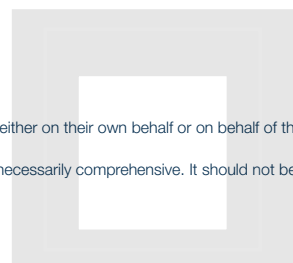 either on their own behalf or on behalf of th
necessarily comprehensive. It should not be